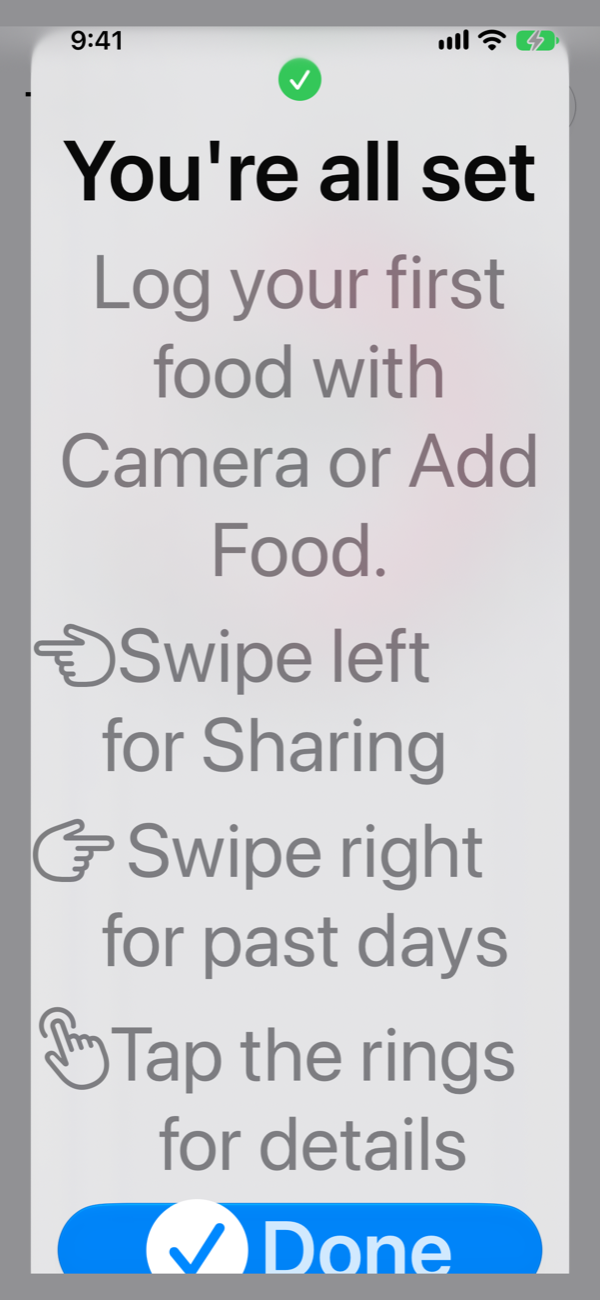 9:41
You're all set
Log your first
food with
Camera or Add
Food.
Swipe left
for Sharing
Swipe right
for past days
Tap the rings
for details
Done